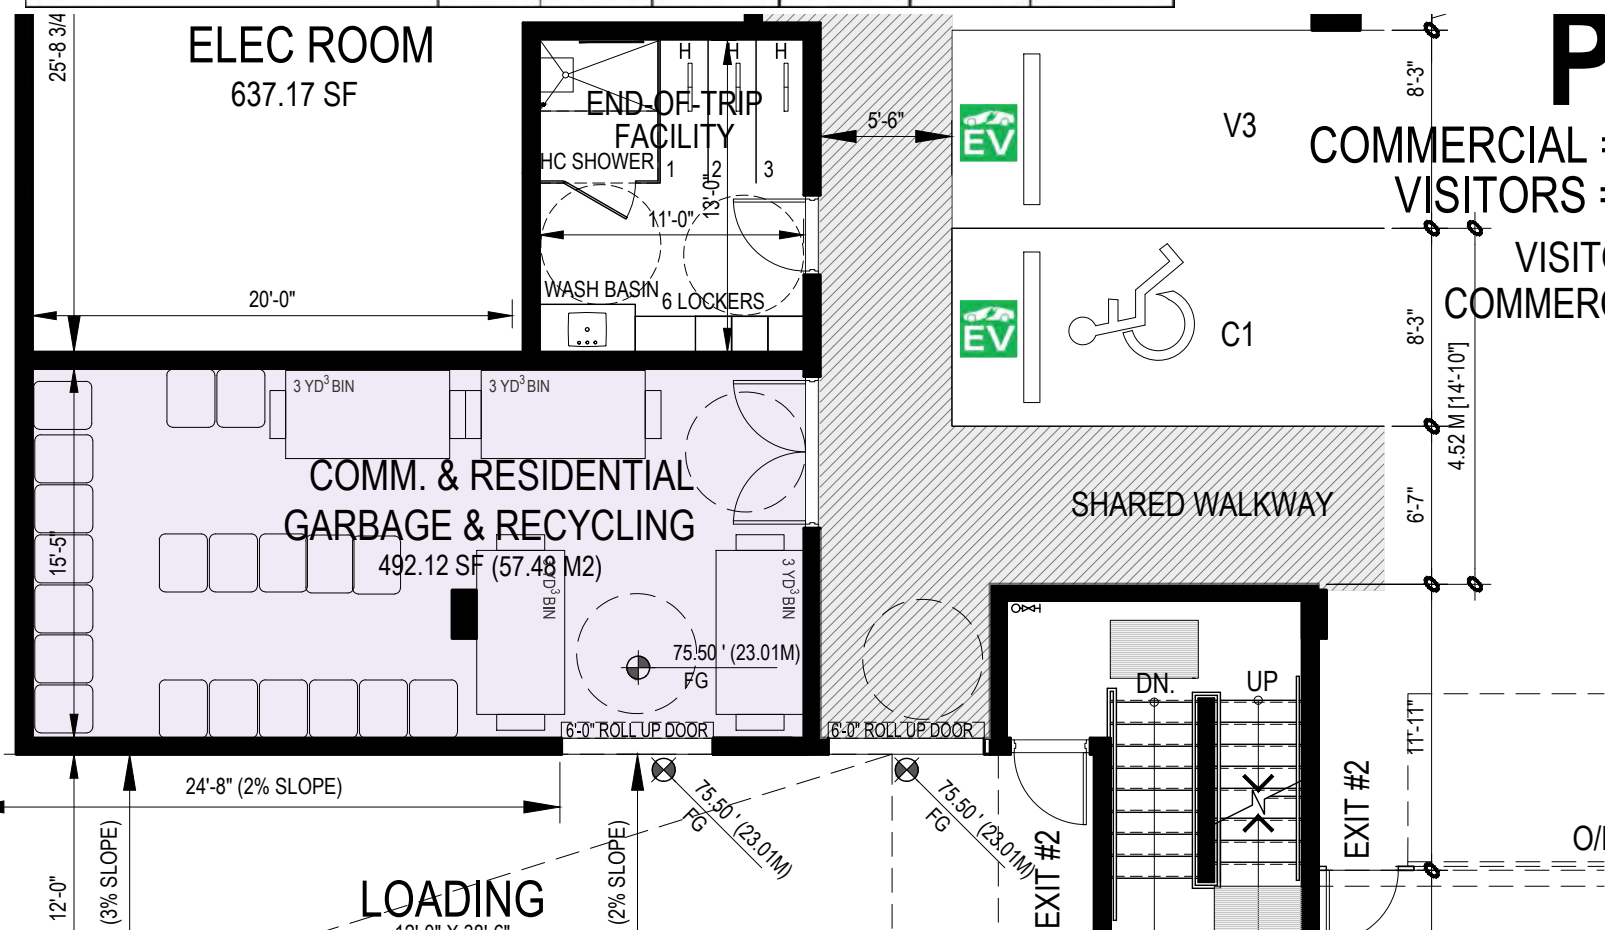 25'-8 3/4
ELEC ROOM
637.17 SF
H H H
END-OF-TRIP
FACILITY
HC SHOWER
1 2 3
13'-0"
11'-0"
WASH BASIN
6 LOCKERS
20'-0"
5'-6"
EV
V3
8'-3"
P
COMMERCIAL =
VISITORS =
EV
C1
8'-3"
4.52 M [14'-10"]
3 YD3 BIN
3 YD3 BIN
COMM. & RESIDENTIAL
GARBAGE & RECYCLING
492.12 SF (57.48 M2)
15'-5"
3 YD3 BIN
3 YD3 BIN
75.50 ' (23.01M)
FG
6'-0" ROLL UP DOOR
6'-0" ROLL UP DOOR
SHARED WALKWAY
6'-7"
DN.
UP
11'-11"
24'-8" (2% SLOPE)
75.50 ' (23.01M)
FG
75.50 ' (23.01M)
FG
EXIT #2
EXIT #2
12'-0"
(3% SLOPE)
(2% SLOPE)
LOADING